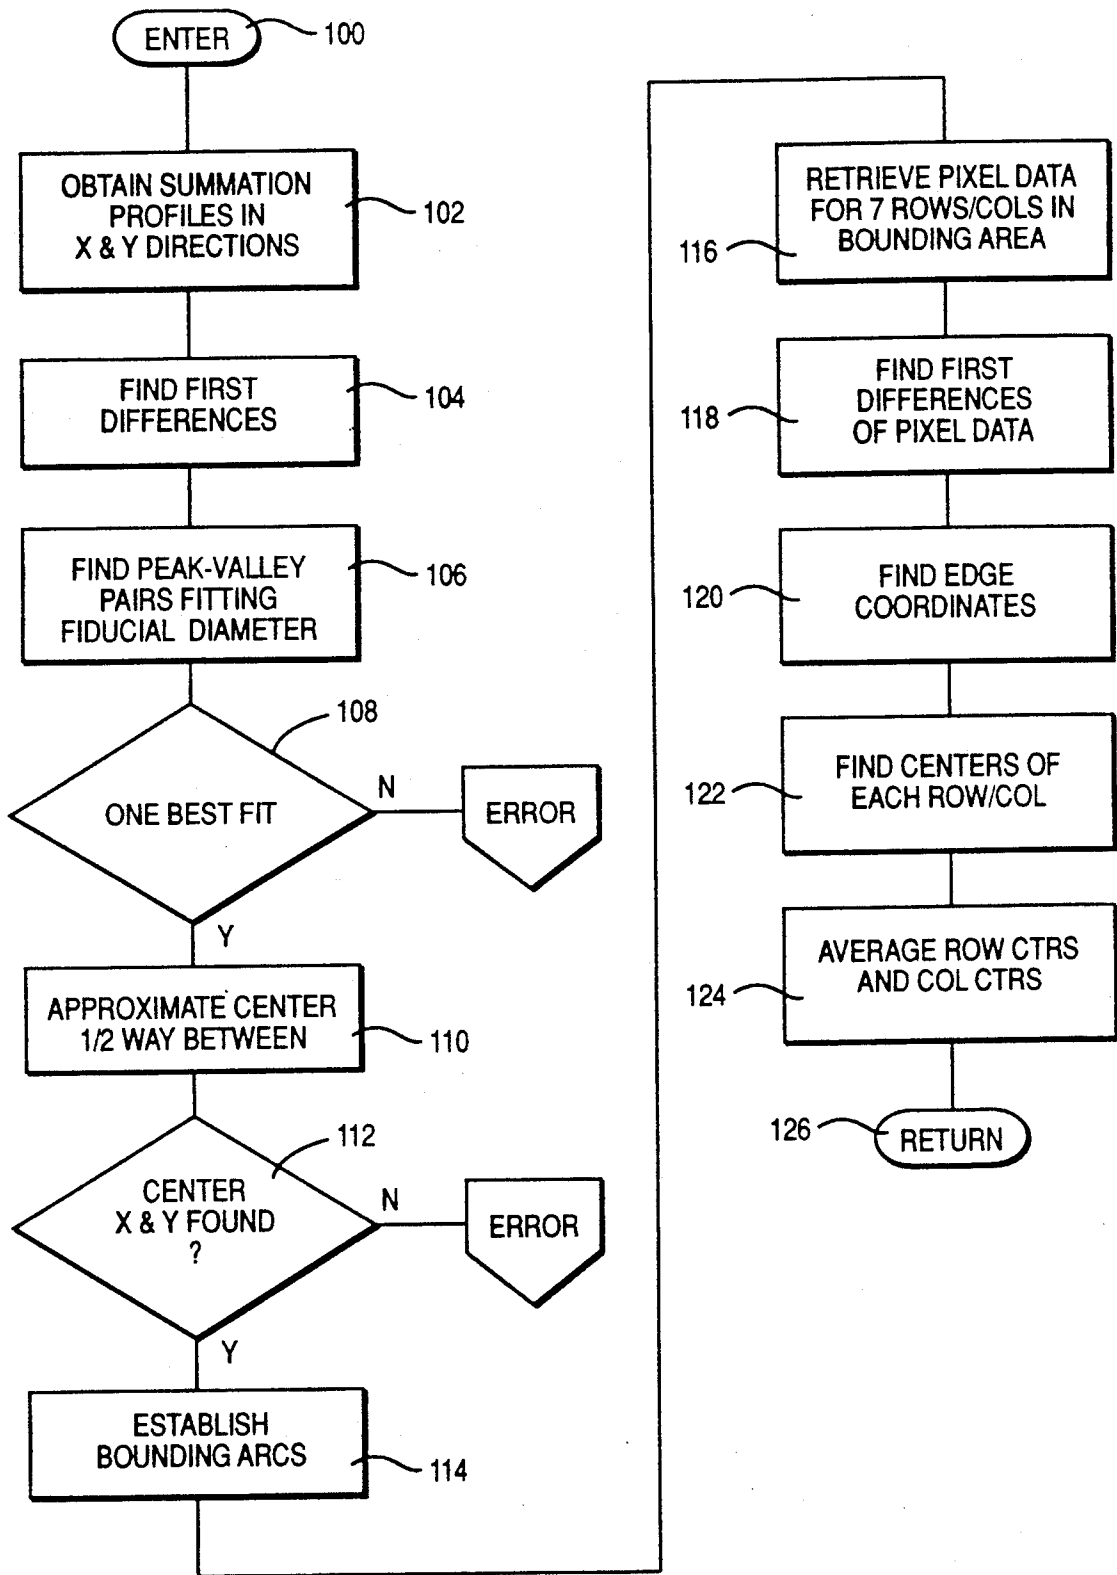 ENTER
100
OBTAIN SUMMATION
PROFILES IN
X & Y DIRECTIONS
102
FIND FIRST
DIFFERENCES
104
FIND PEAK-VALLEY
PAIRS FITTING
FIDUCIAL DIAMETER
106
108
ONE BEST FIT
N
ERROR
Y
APPROXIMATE CENTER
1/2 WAY BETWEEN
110
112
CENTER
X & Y FOUND
?
N
ERROR
Y
ESTABLISH
BOUNDING ARCS
114
RETRIEVE PIXEL DATA
FOR 7 ROWS/COLS IN
BOUNDING AREA
116
FIND FIRST
DIFFERENCES
OF PIXEL DATA
118
FIND EDGE
COORDINATES
120
FIND CENTERS OF
EACH ROW/COL
122
AVERAGE ROW CTRS
AND COL CTRS
124
126
RETURN